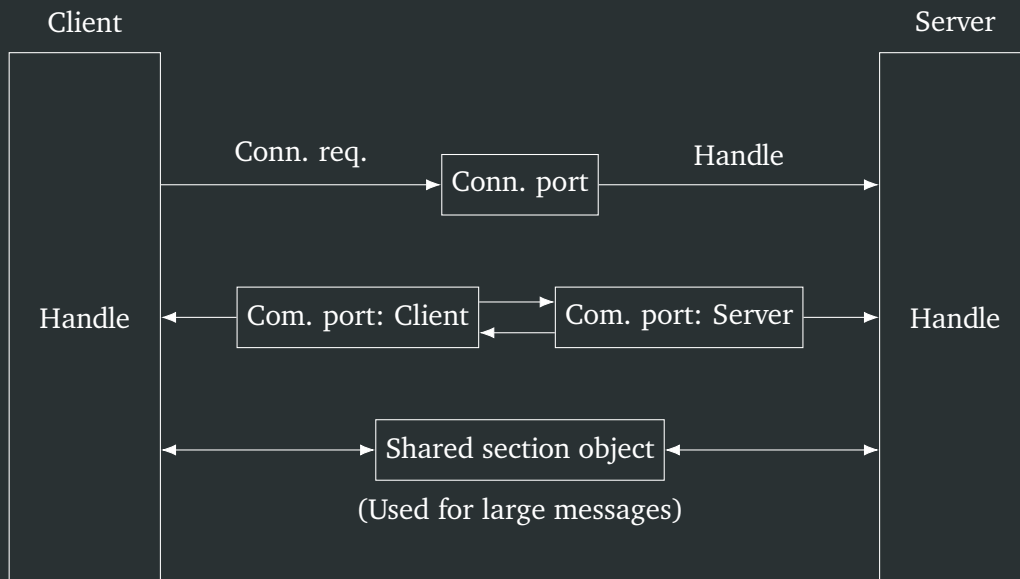 Client
Server
Conn. req.
Conn. port
Handle
Handle
Com. port: Client
Com. port: Server
Handle
Shared section object
(Used for large messages)